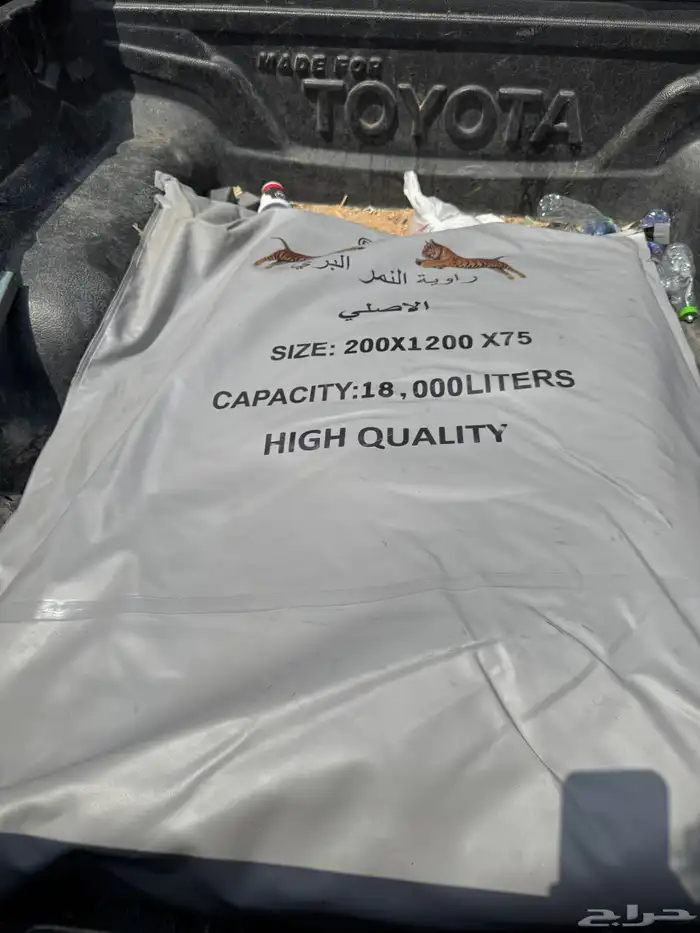 MADE FOR
TOYOTA
راوية النمر البري
الاصلي
SIZE: 200X1200 X75
CAPACITY:18,000LITERS
HIGH QUALITY
حراج